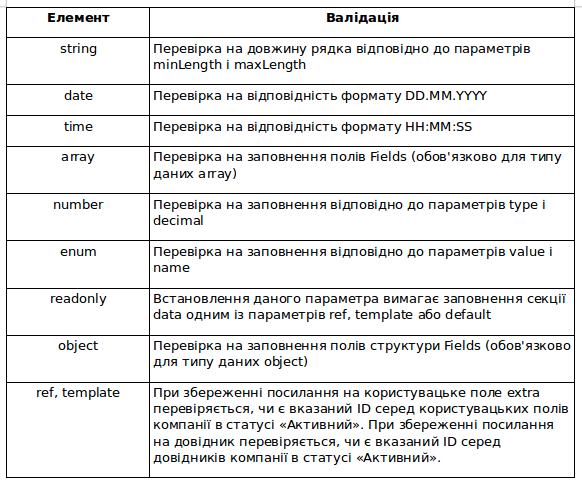 Елемент Валідація
string Перевірка на довжину рядка відповідно до параметрів
minLength і maxLength
date Перевірка на відповідність формату DD.MM.YYYY
time Перевірка на відповідність формату HH:MM:SS
array Перевірка на заповнення полів Fields (обов'язково для типу
даних array)
number Перевірка на заповнення відповідно до параметрів type і
decimal
enum Перевірка на заповнення відповідно до параметрів value і
name
readonly Встановлення даного параметра вимагає заповнення секції
data одним із параметрів ref, template або default
object Перевірка на заповнення полів структури Fields (обов'язково
для типу даних object)
ref, template При збереженні посилання на користувацьке поле extra
перевіряється, чи є вказаний ID серед користувацьких полів
компанії в статусі «Активний». При збереженні посилання
на довідник перевіряється, чи є вказаний ID серед
довідників компанії в статусі «Активний».